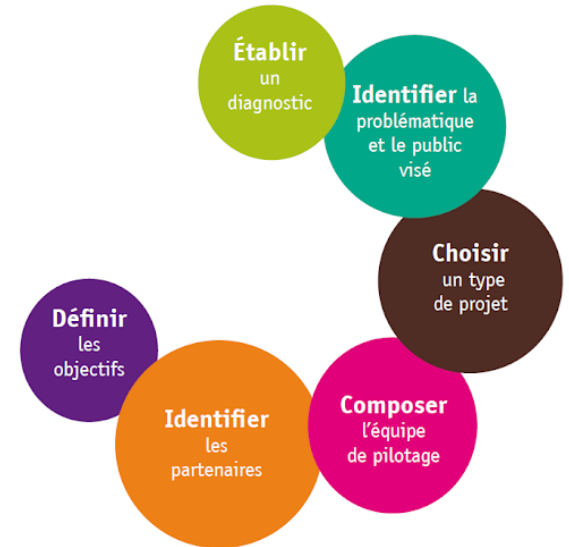 Établir
un
diagnostic
Identifier la
problématique
et le public
visé
Choisir
un type
de projet
Composer
l'équipe
de pilotage
Identifier
les
partenaires
Définir
les
objectifs